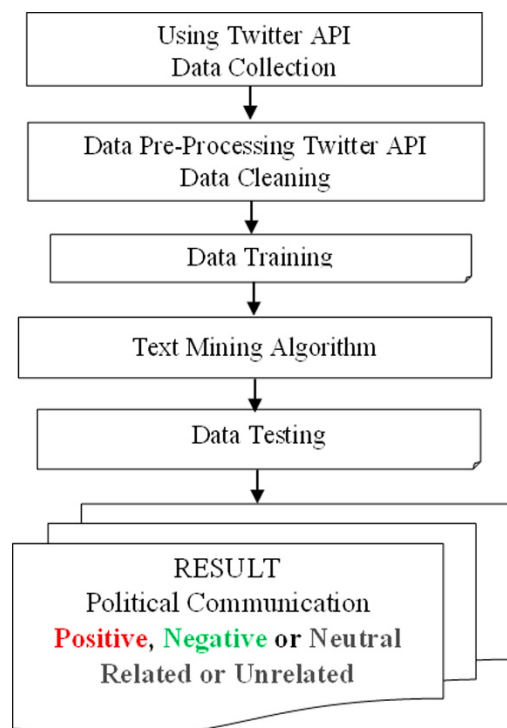 Using Twitter API
Data Collection
Data Pre-Processing Twitter API
Data Cleaning
Data Training
Text Mining Algorithm
Data Testing
RESULT
Political Communication
Positive, Negative or Neutral
Related or Unrelated